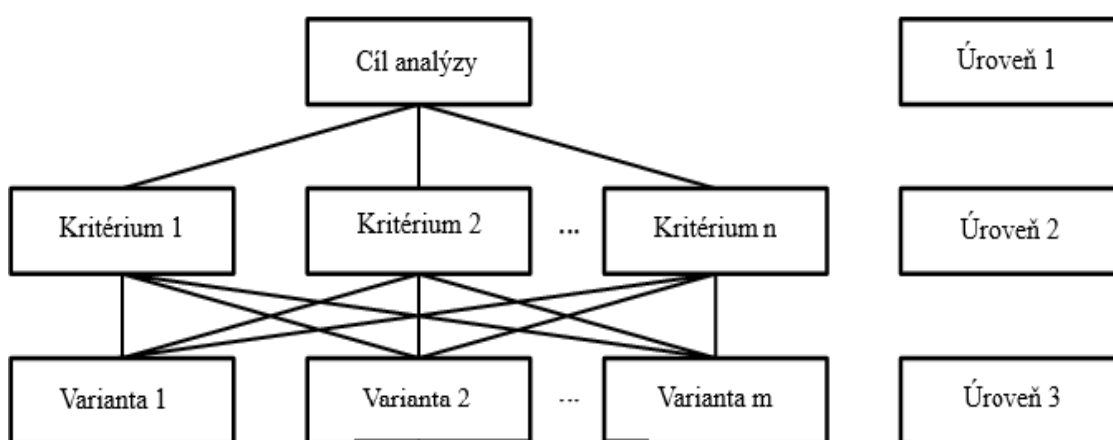 Cíl analýzy
Úroveň 1
Kritérium 1
Kritérium 2
...
Kritérium n
Úroveň 2
Varianta 1
Varianta 2
...
Varianta m
Úroveň 3